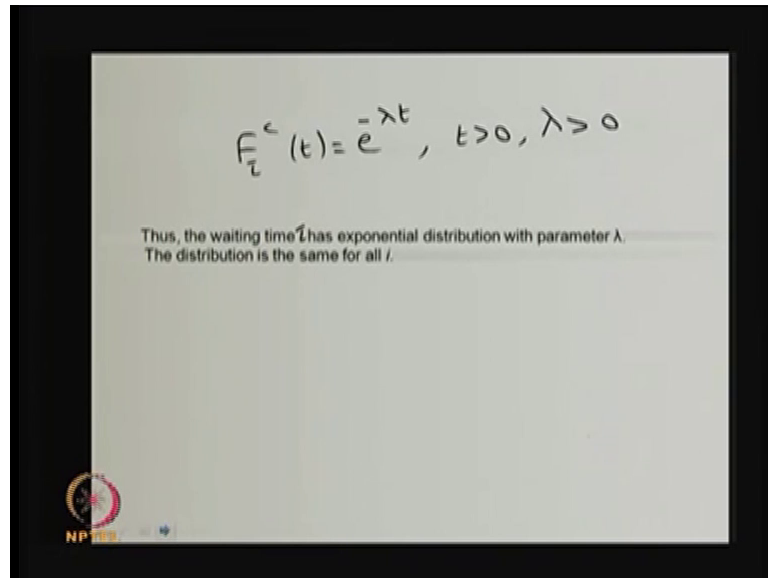 F_τ^c (t) = e^{-λt}, t>0, λ>0
Thus, the waiting time τ has exponential distribution with parameter λ.
The distribution is the same for all i.
NPTEL